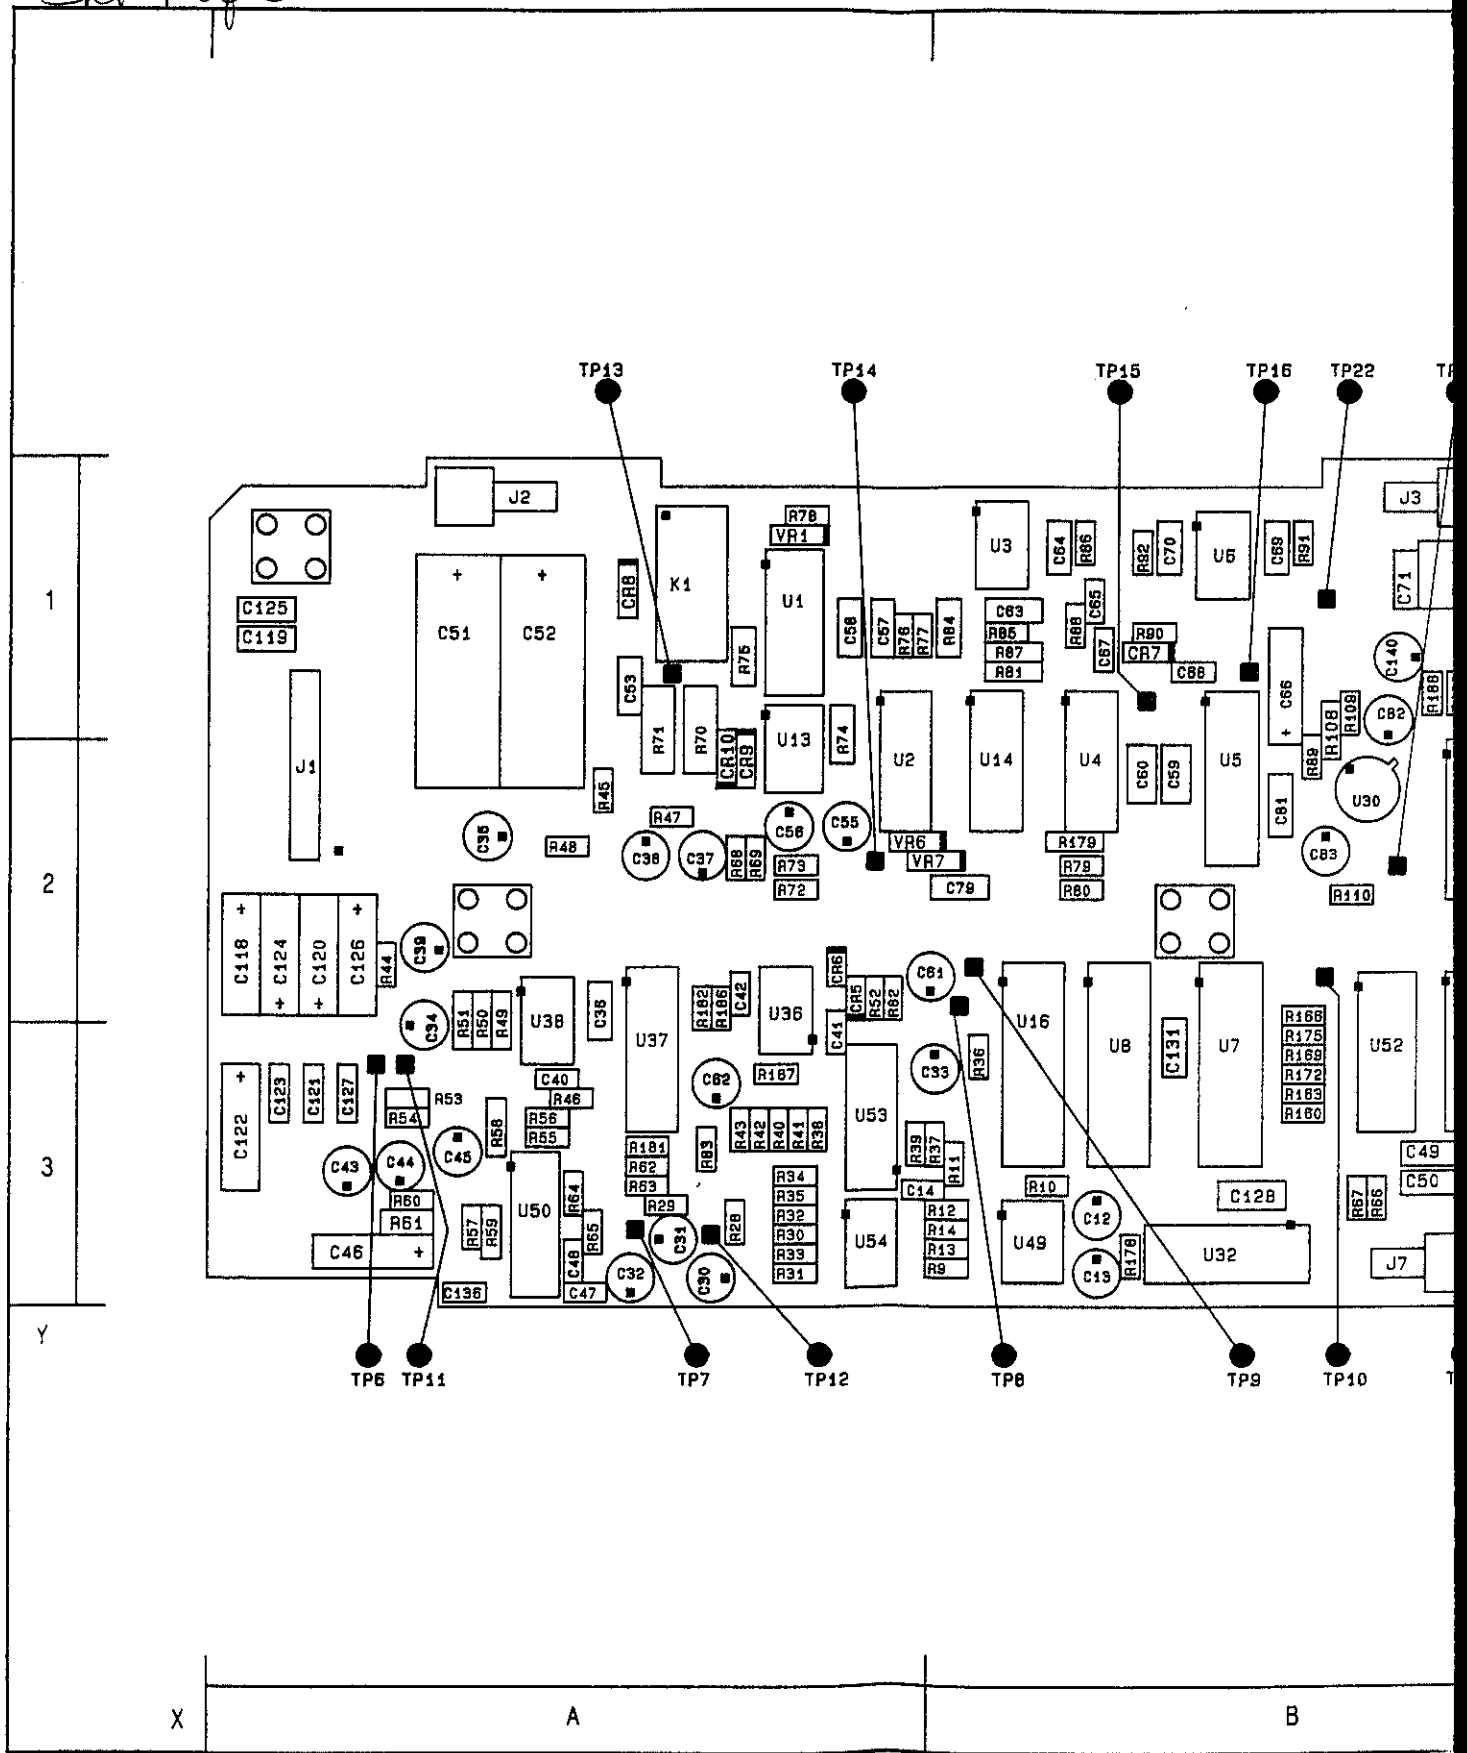 TP13 TP14 TP15 TP16 TP22
J2 J3
R78
VR1
U3 C64 R86 R92 C70 U6 C69 R91
1 CR8 K1 U1 C71
C125 C58 C57 R76 R77 R84 C63 C65
C119 C51 C52 R75 R85 R88 C67 R90
R87 CR7 C140
C53 R81 C68
C66 R109 R108 C82
R71 R70 CR10 CR9 U13 R74 U2 U14 U4 C60 C59 U5 R89
J1 R45 C81 U30
R47 C56 C55
C35 R48 C38 C37 R68 R69 VR6 R179 C83
R73 VR7 R79
2 R72 C79 R80 R110
C118 C124 C120 C126 R44 C39
CR6 C61
C34 R51 R50 R49 U38 C36 R182 R186 C42 U36 CR5 R52 R82
U37 C41 U16 U8 C131 U7 R175 U52
R169
C123 C121 C127 C40 C62 R187 C33 R36 R172
R53 R46 R163
R54 R58 R56 R43 R42 R40 R41 R38 U53 R160
C122 R55 R39 R37
3 C43 C44 C45 R181 R83 R11 C49
R62 R34
R60 R64 R63 R35 C14 R10 C128 R67 R66 C50
R61 R57 R59 U50 R29 R28 R32 R12 C12
C46 R65 C31 R30 U54 R14 U49 R178 U32
C48 R33 R13 J7
C136 C47 C32 C30 R31 R9 C13
Y
TP6 TP11 TP7 TP12 TP8 TP9 TP10
X A B